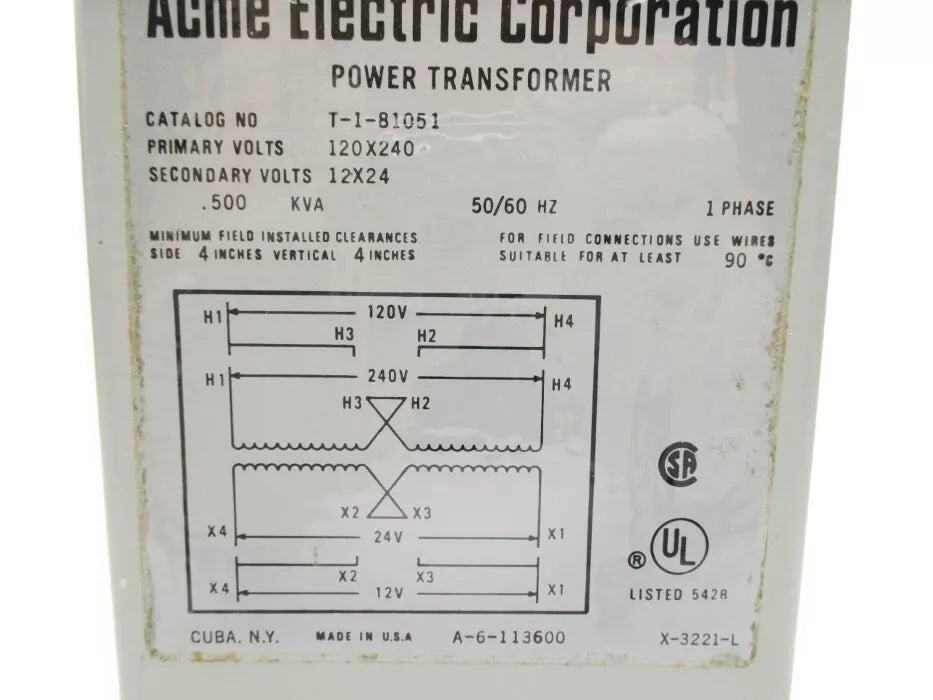 Acme Electric Corporation
POWER TRANSFORMER
CATALOG NO T-1-81051
PRIMARY VOLTS 120X240
SECONDARY VOLTS 12X24
.500 KVA 50/60 HZ 1 PHASE
MINIMUM FIELD INSTALLED CLEARANCES
SIDE 4 INCHES VERTICAL 4 INCHES
FOR FIELD CONNECTIONS USE WIRES
SUITABLE FOR AT LEAST 90 °C
H1 120V H4
H3 H2
H1 240V H4
H3 H2
X2 X3
X4 24V X1
X2 X3
X4 12V X1
SA
® UL
LISTED 542B
CUBA. N.Y. MADE IN U.S.A A-6-113600 X-3221-L